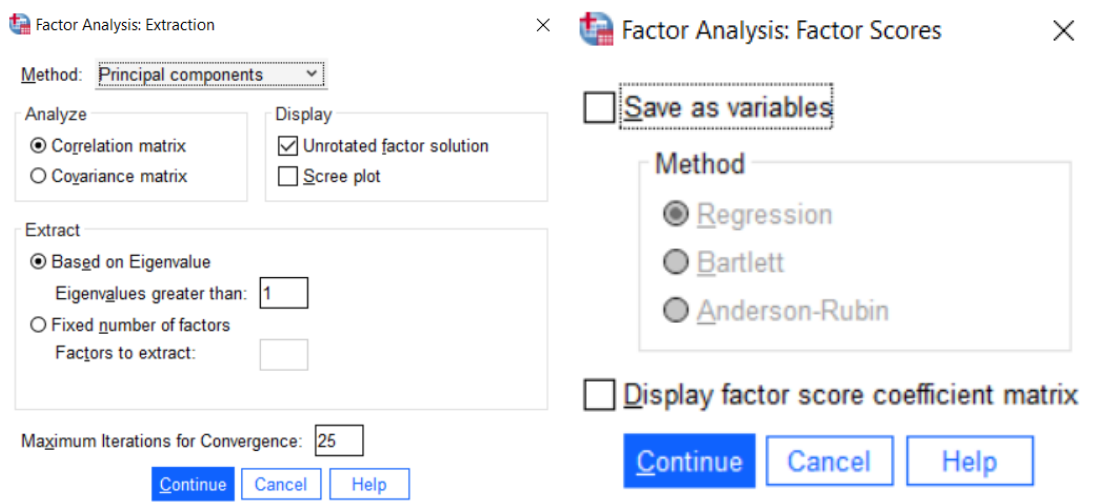 Factor Analysis: Extraction
Method: Principal components
Analyze
Correlation matrix
Covariance matrix
Display
Unrotated factor solution
Scree plot
Extract
Based on Eigenvalue
Eigenvalues greater than: 1
Fixed number of factors
Factors to extract:
Maximum Iterations for Convergence: 25
Continue Cancel Help
Factor Analysis: Factor Scores
Save as variables
Method
Regression
Bartlett
Anderson-Rubin
Display factor score coefficient matrix
Continue Cancel Help